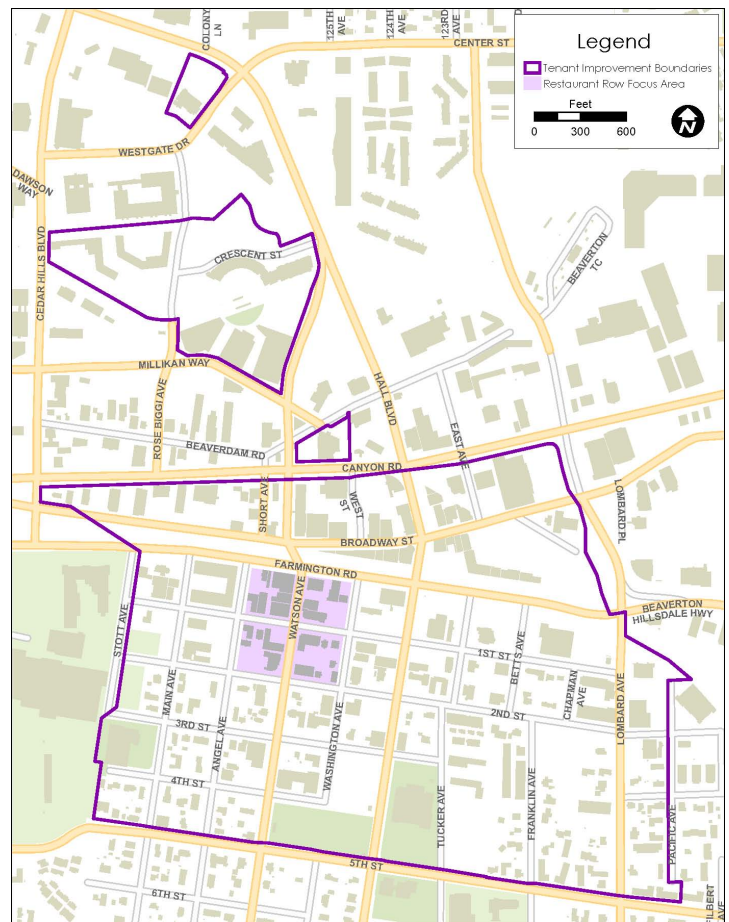 COLONY
LN
125TH
AVE
124TH
AVE
123RD
AVE
CENTER ST
Legend
Tenant Improvement Boundaries
Restaurant Row Focus Area
Feet
0 300 600
N
WESTGATE DR
DAWSON
WAY
CEDAR HILLS BLVD
CRESCENT ST
BEAVERTON
TC
MILLIKAN WAY
ROSE BIGGI AVE
HALL BLVD
EAST AVE
BEAVERDAM RD
CANYON RD
SHORT AVE
WEST
ST
LOMBARD PL
BROADWAY ST
FARMINGTON RD
WATSON AVE
BEAVERTON
HILLSDALE HWY
STOTT AVE
1ST ST
BETTS AVE
MAIN AVE
CHAPMAN
AVE
2ND ST
LOMBARD AVE
3RD ST
ANGEL AVE
WASHINGTON AVE
4TH ST
TUCKER AVE
FRANKLIN AVE
PACIFIC AVE
5TH ST
6TH ST
AVE